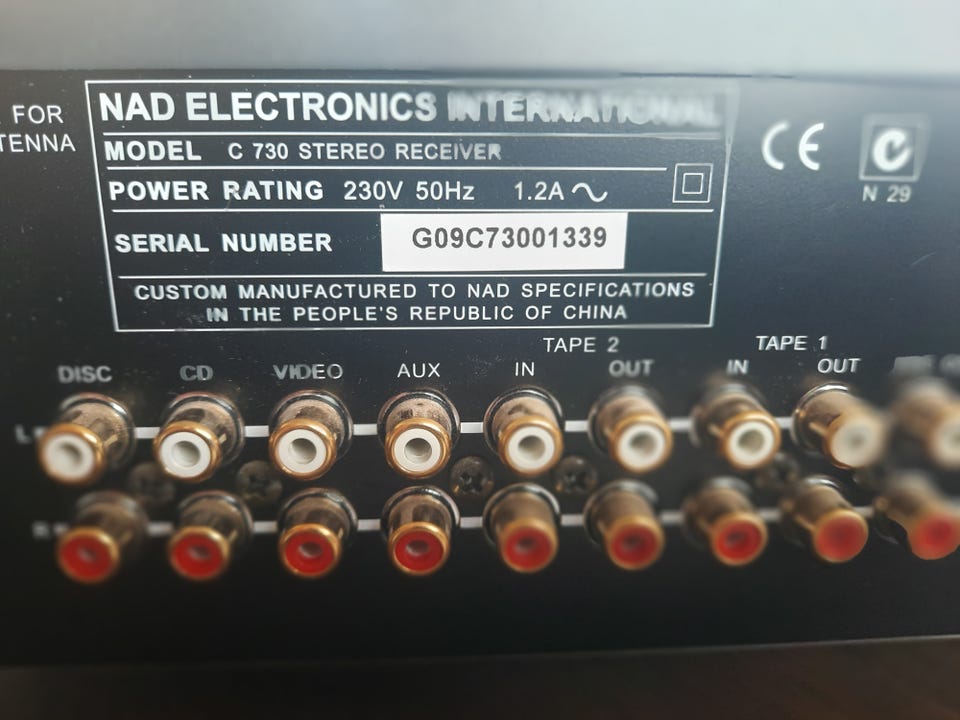 FOR
TENNA
NAD ELECTRONICS INTERNATIONAL
MODEL C 730 STEREO RECEIVER
POWER RATING 230V 50Hz 1.2A
SERIAL NUMBER G09C73001339
CUSTOM MANUFACTURED TO NAD SPECIFICATIONS
IN THE PEOPLE'S REPUBLIC OF CHINA
CE
N 29
TAPE 2 TAPE 1
DISC CD VIDEO AUX IN OUT IN OUT
L
R